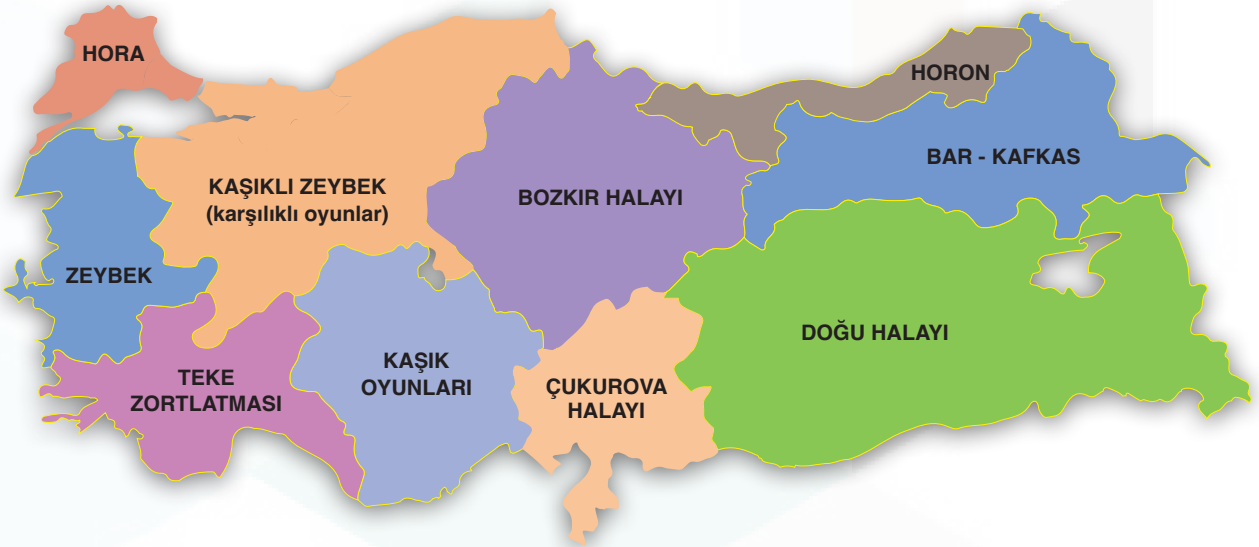 HORA
HORON
BAR - KAFKAS
KAŞIKLI ZEYBEK
(karşılıklı oyunlar)
BOZKIR HALAYI
ZEYBEK
DOĞU HALAYI
TEKE
ZORTLATMASI
KAŞIK
OYUNLARI
ÇUKUROVA
HALAYI